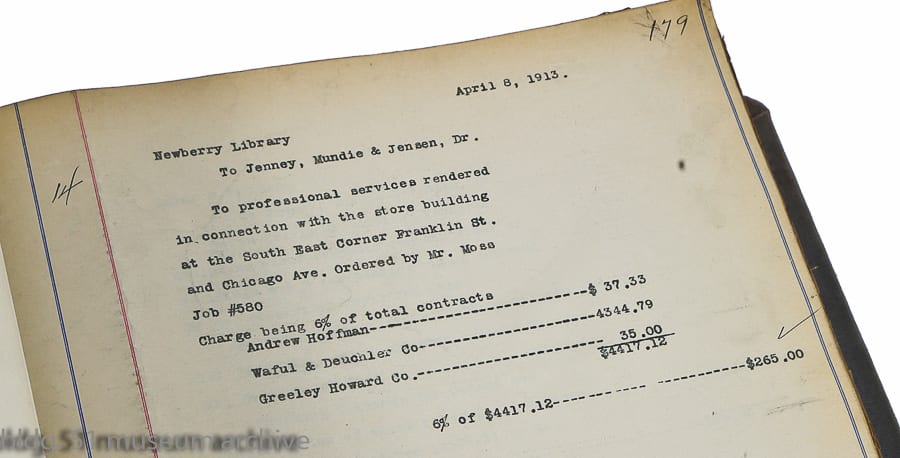 179
April 8, 1913.
14
Newberry Library
To Jenney, Mundie & Jensen, Dr.
To professional services rendered
in connection with the store building
at the South East Corner Franklin St.
and Chicago Ave. Ordered by Mr. Moss
Job #580
Charge being 6% of total contracts
Andrew Hoffman----------------------$ 37.33
Waful & Deuchler Co------------------4344.79
Greeley Howard Co.------------------- 35.00
$4417.12
6% of $4417.12---------- ----------$265.00
museum archive